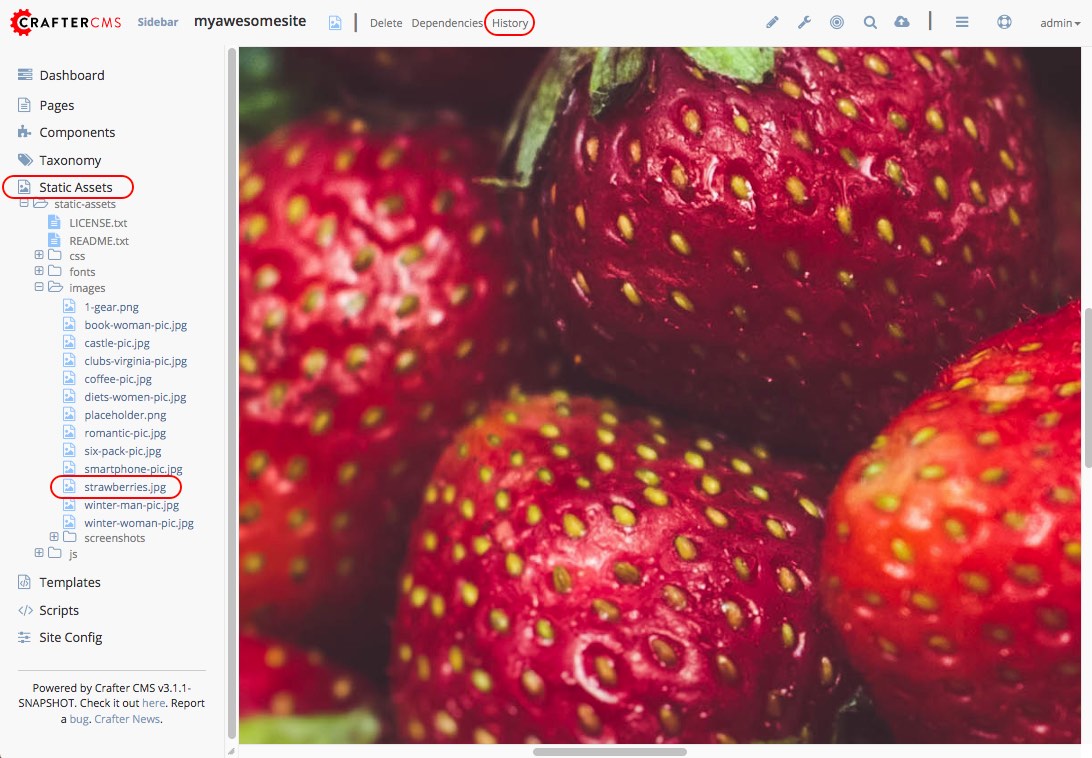 CRAFTERCMS Sidebar myawesomesite Delete Dependencies History admin
Dashboard
Pages
Components
Taxonomy
Static Assets
static-assets
LICENSE.txt
README.txt
css
fonts
images
1-gear.png
book-woman-pic.jpg
castle-pic.jpg
clubs-virginia-pic.jpg
coffee-pic.jpg
diets-women-pic.jpg
placeholder.png
romantic-pic.jpg
six-pack-pic.jpg
smartphone-pic.jpg
strawberries.jpg
winter-man-pic.jpg
winter-woman-pic.jpg
screenshots
js
Templates
Scripts
Site Config
Powered by Crafter CMS v3.1.1-
SNAPSHOT. Check it out here. Report
a bug. Crafter News.